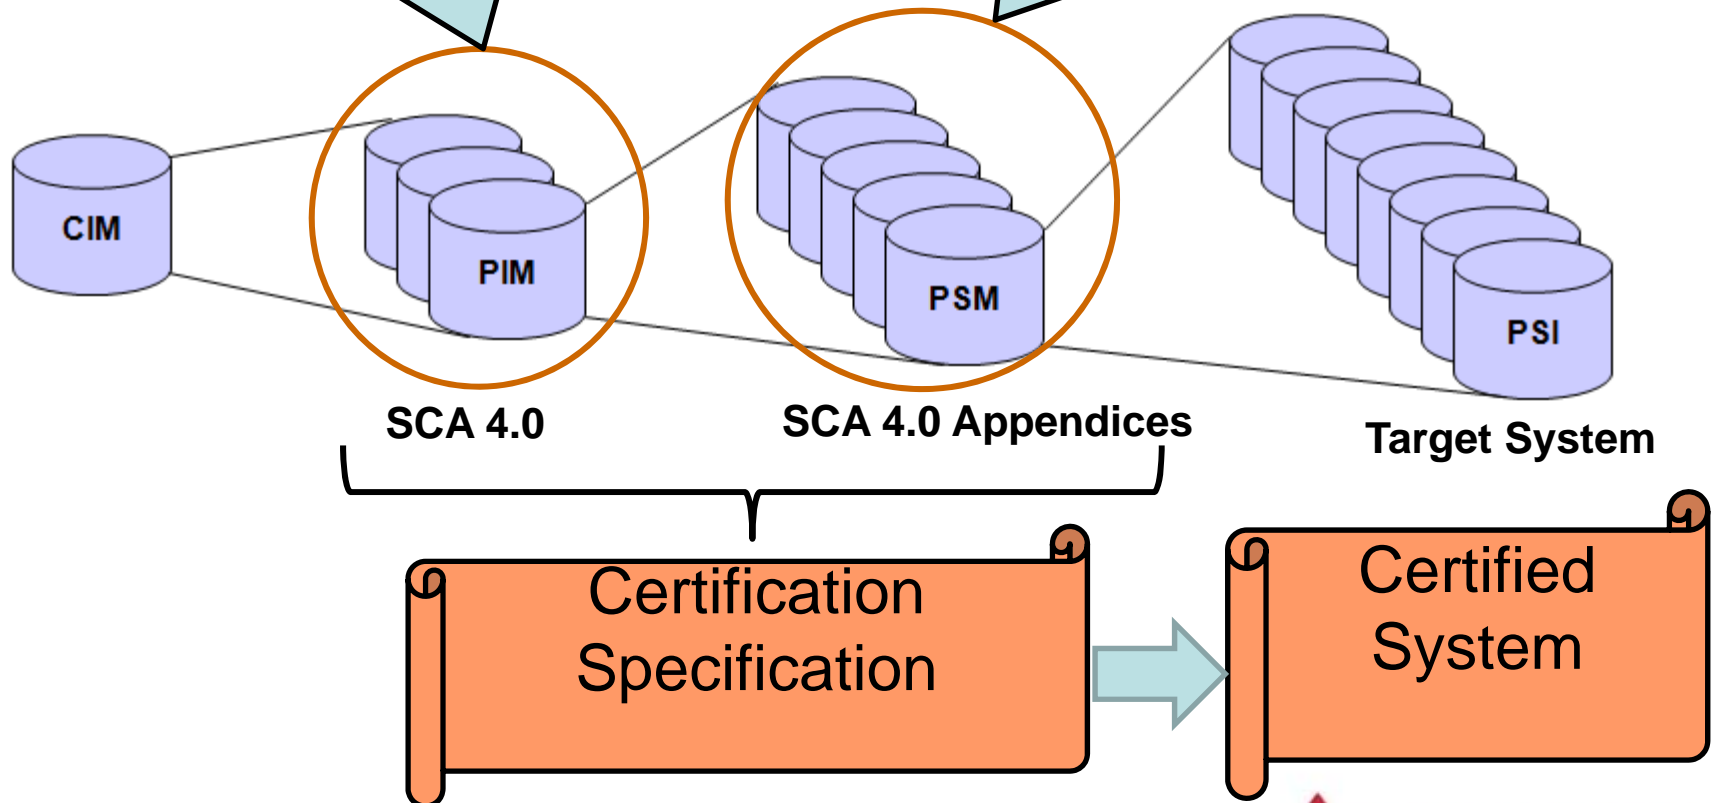 CIM
PIM
PSM
PSI
SCA 4.0
SCA 4.0 Appendices
Target System
Certification
Specification
Certified
System